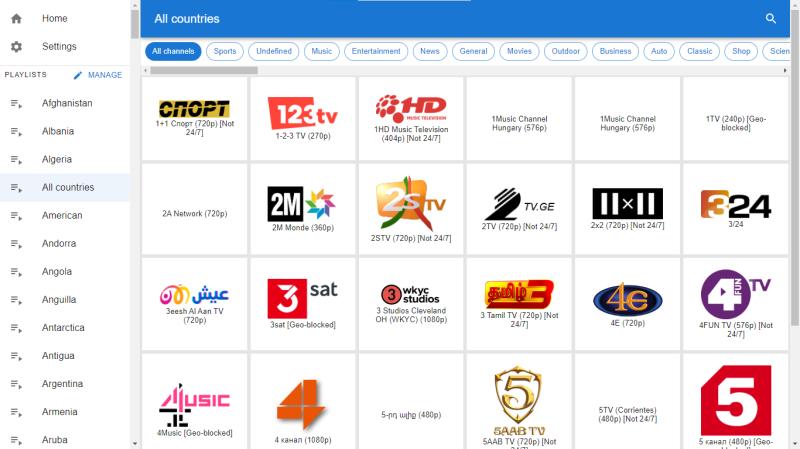 Home
All countries
Settings
All channels
Sports
Undefined
Music
Entertainment
News
General
Movies
Outdoor
Business
Auto
Classic
Shop
Scien
PLAYLISTS
MANAGE
Afghanistan
Albania
Algeria
All countries
American
Andorra
Angola
Anguilla
Antarctica
Antigua
Argentina
Armenia
Aruba
СПОРТ
1+1 Спорт (720p) [Not
24/7]
123tv
1-2-3 TV (270p)
HD
MUSIC TELEVISION
1HD Music Television
(404p) [Not 24/7]
1Music Channel
Hungary (576p)
1Music Channel
Hungary (576p)
1TV (240p) [Geo-
blocked]
2A Network (720p)
2M
2M Monde (360p)
2STV
2STV (720p) [Not 24/7]
2 TV.GE
2TV (720p) [Not 24/7]
2x2 (720p) [Not 24/7]
324
3/24
عيش
3eesh Al Aan TV
(720p)
3sat
3sat [Geo-blocked]
3 wkyc
studios
3 Studios Cleveland
OH (WKYC) (1080p)
தமிழ் 3
3 Tamil TV (720p) [Not
24/7]
4E
4E (720p)
4FUN TV
4FUN TV (576p) [Not
24/7]
4MUSIC
4Music [Geo-blocked]
4
4 канал (1080p)
5-րդ ալիք (480p)
5
5AAB TV
5AAB TV (720p) [Not
24/7]
5TV (Corrientes)
(480p) [Not 24/7]
5
5 канал (480p) [Geo-